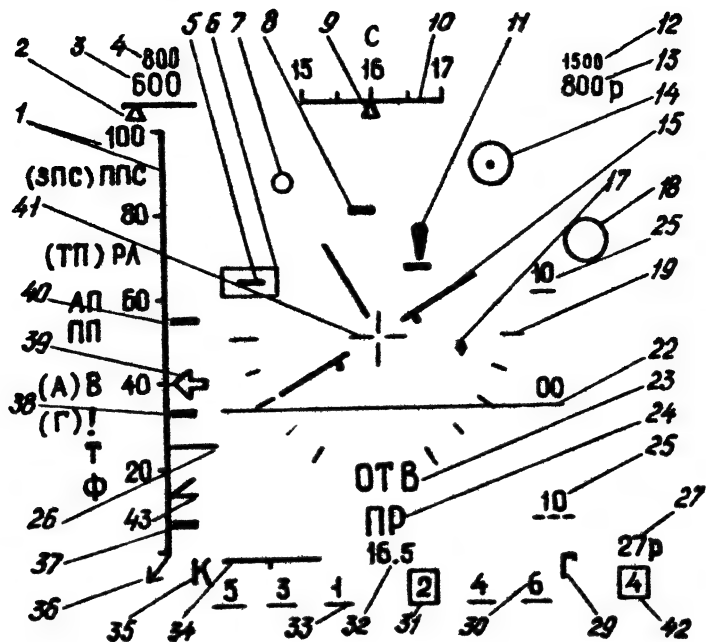 5 6 7 8 9 10 11 12
4 С 1500
3 800 13
2 600 15 16 17 800р
14
1 100
15
(ЗПС) ППС 17
41 80 18
25
(ТП) РЛ 10
19
40 АП 60
ПП
39 22
(А) В 40 00
38 23
(Г) !
Т ОТВ 24
20
Ф ПР 25
26 43 10
27
37 16.5 27р
К 5 3 1 2 4 6 Г 4
36
35 34 33 32 31 30 29 42